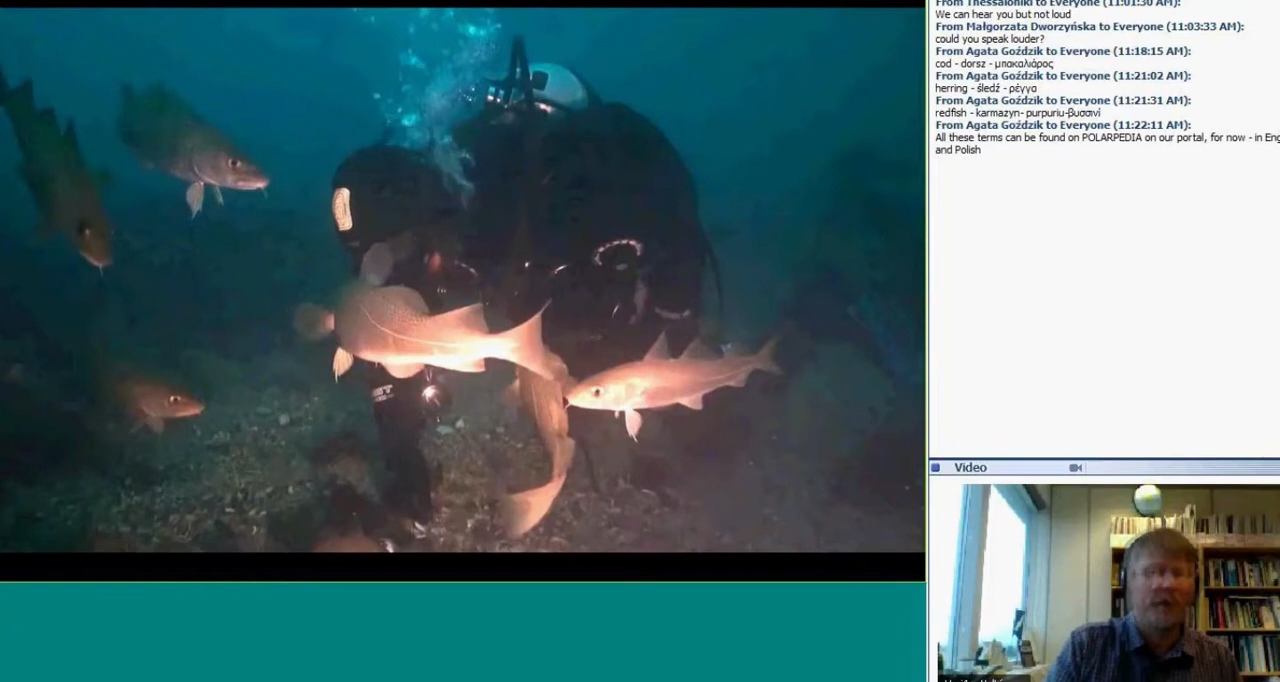 From Thessaloniki to Everyone (11:01:30 AM):
We can hear you but not loud
From Małgorzata Dworzyńska to Everyone (11:03:33 AM):
could you speak louder?
From Agata Goździk to Everyone (11:18:15 AM):
cod - dorsz - μπακαλιάρος
From Agata Goździk to Everyone (11:21:02 AM):
herring - śledź - ρέγγα
From Agata Goździk to Everyone (11:21:31 AM):
redfish - karmazyn- purpuriu-βυσσινί
From Agata Goździk to Everyone (11:22:11 AM):
All these terms can be found on POLARPEDIA on our portal, for now - in Eng
and Polish
Video